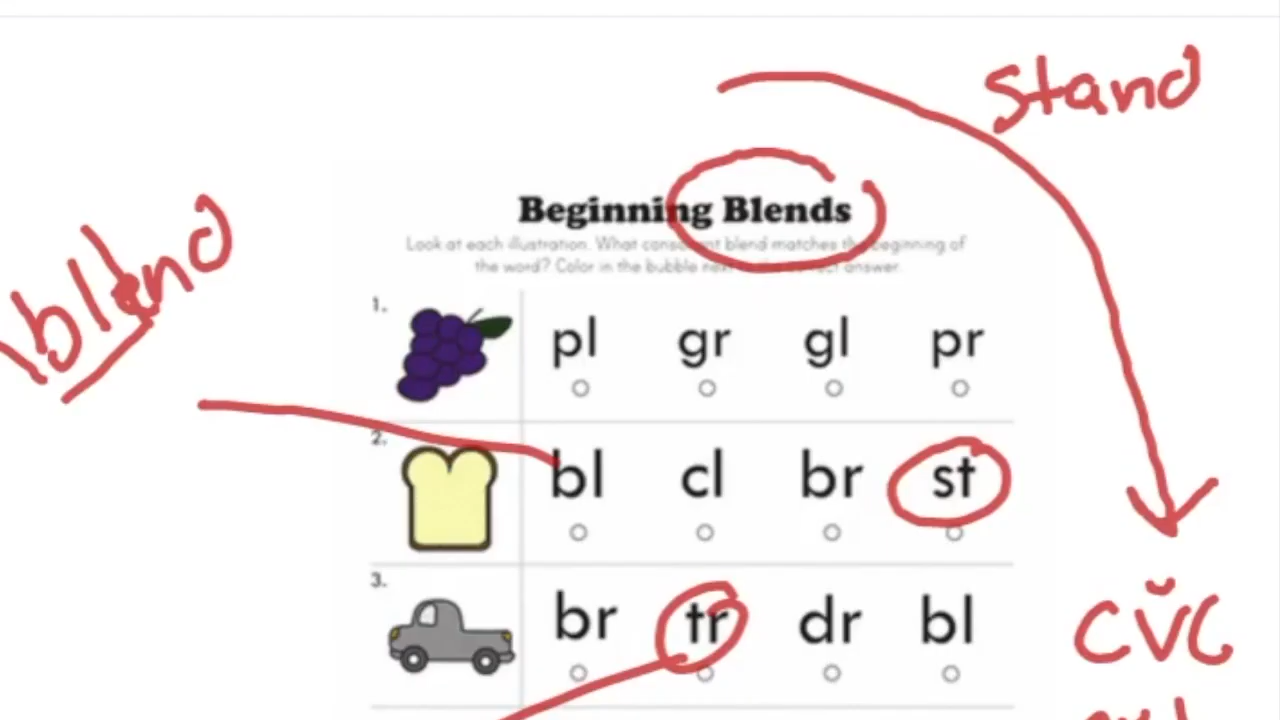 stand
Beginning Blends
Look at each illustration. What consonant blend matches the beginning of
the word? Color in the bubble next to the correct answer.
blend
1.
pl gr gl pr
2.
bl cl br st
3.
br tr dr bl
CV̆C